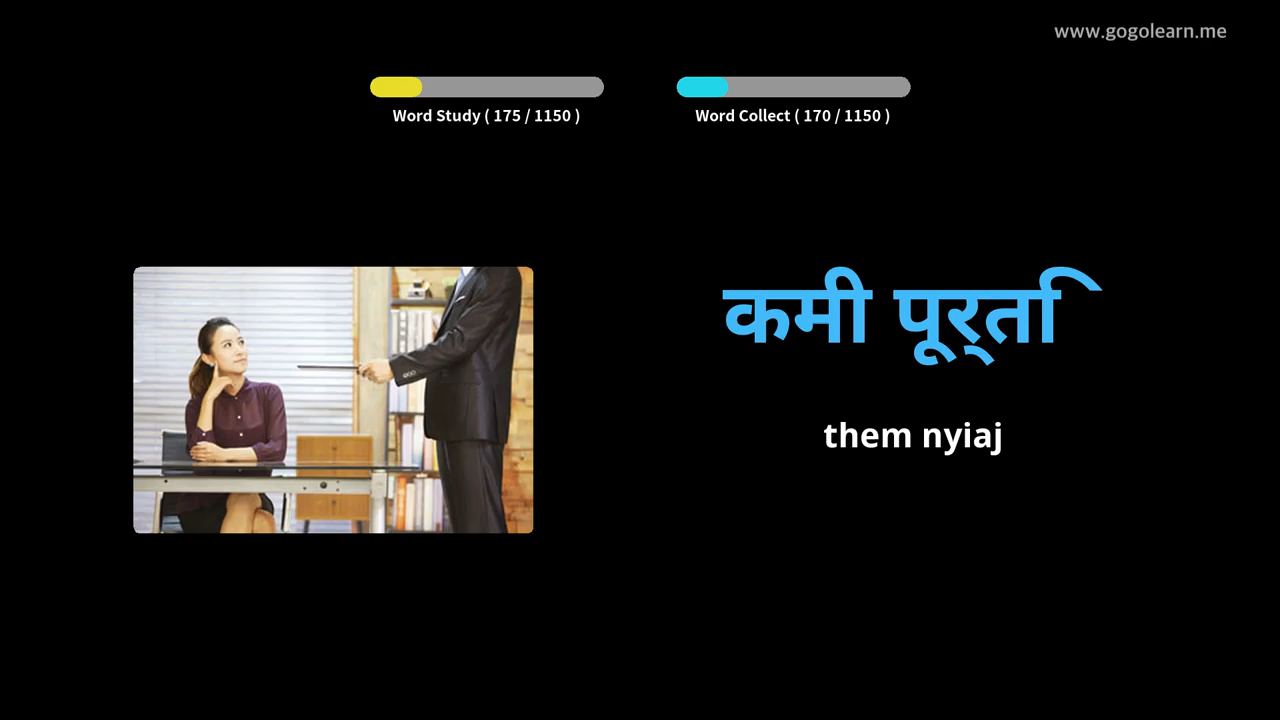 www.gogolearn.me
Word Study ( 175 / 1150 )
Word Collect ( 170 / 1150 )
कमी पूर्ति
them nyiaj